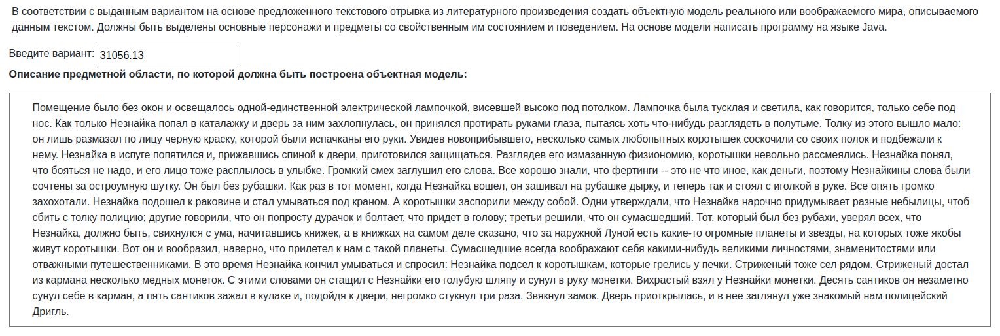 В соответствии с выданным вариантом на основе предложенного текстового отрывка из литературного произведения создать объектную модель реального или воображаемого мира, описываемого
данным текстом. Должны быть выделены основные персонажи и предметы со свойственным им состоянием и поведением. На основе модели написать программу на языке Java.
Введите вариант: 31056.13
Описание предметной области, по которой должна быть построена объектная модель:
Помещение было без окон и освещалось одной-единственной электрической лампочкой, висевшей высоко под потолком. Лампочка была тусклая и светила, как говорится, только себе под
нос. Как только Незнайка попал в каталажку и дверь за ним захлопнулась, он принялся протирать руками глаза, пытаясь хоть что-нибудь разглядеть в полутьме. Толку из этого вышло мало:
он лишь размазал по лицу черную краску, которой были испачканы его руки. Увидев новоприбывшего, несколько самых любопытных коротышек соскочили со своих полок и подбежали к
нему. Незнайка в испуге попятился и, прижавшись спиной к двери, приготовился защищаться. Разглядев его измазанную физиономию, коротышки невольно рассмеялись. Незнайка понял,
что бояться не надо, и его лицо тоже расплылось в улыбке. Громкий смех заглушил его слова. Все хорошо знали, что фертинги -- это не что иное, как деньги, поэтому Незнайкины слова были
сочтены за остроумную шутку. Он был без рубашки. Как раз в тот момент, когда Незнайка вошел, он зашивал на рубашке дырку, и теперь так и стоял с иголкой в руке. Все опять громко
захохотали. Незнайка подошел к раковине и стал умываться под краном. А коротышки заспорили между собой. Одни утверждали, что Незнайка нарочно придумывает разные небылицы, чтоб
сбить с толку полицию; другие говорили, что он попросту дурачок и болтает, что придет в голову; третьи решили, что он сумасшедший. Тот, который был без рубахи, уверял всех, что
Незнайка, должно быть, свихнулся с ума, начитавшись книжек, а в книжках на самом деле сказано, что за наружной Луной есть какие-то огромные планеты и звезды, на которых тоже якобы
живут коротышки. Вот он и вообразил, наверно, что прилетел к нам с такой планеты. Сумасшедшие всегда воображают себя какими-нибудь великими личностями, знаменитостями или
отважными путешественниками. В это время Незнайка кончил умываться и спросил: Незнайка подсел к коротышкам, которые грелись у печки. Стриженый тоже сел рядом. Стриженый достал
из кармана несколько медных монеток. С этими словами он стащил с Незнайки его голубую шляпу и сунул в руку монетки. Вихрастый взял у Незнайки монетки. Десять сантиков он незаметно
сунул себе в карман, а пять сантиков зажал в кулаке и, подойдя к двери, негромко стукнул три раза. Звякнул замок. Дверь приоткрылась, и в нее заглянул уже знакомый нам полицейский
Дригль.